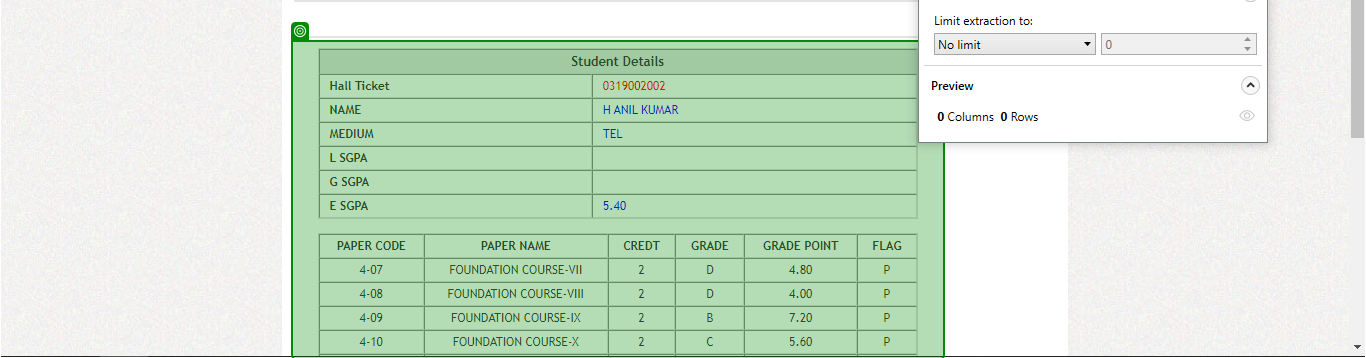 Limit extraction to:
No limit 0
Preview
0 Columns 0 Rows
Student Details
Hall Ticket 0319002002
NAME H ANIL KUMAR
MEDIUM TEL
L SGPA
G SGPA
E SGPA 5.40
PAPER CODE PAPER NAME CREDT GRADE GRADE POINT FLAG
4-07 FOUNDATION COURSE-VII 2 D 4.80 P
4-08 FOUNDATION COURSE-VIII 2 D 4.00 P
4-09 FOUNDATION COURSE-IX 2 B 7.20 P
4-10 FOUNDATION COURSE-X 2 C 5.60 P